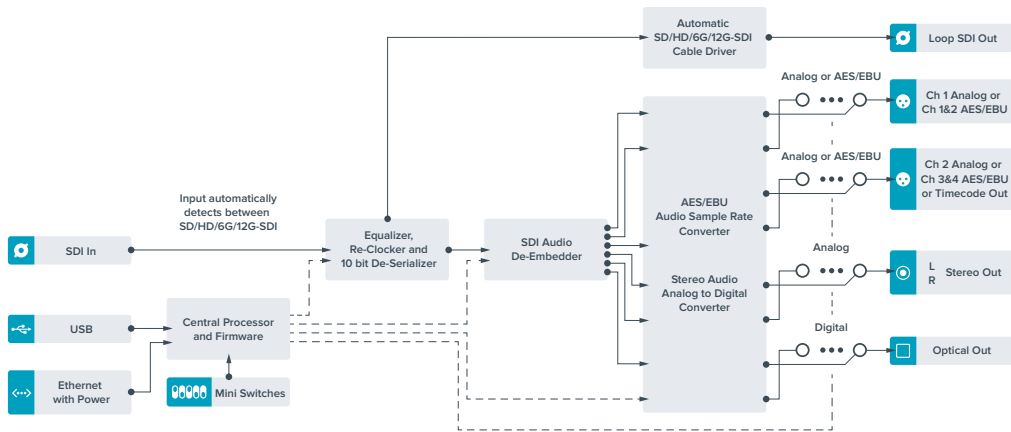 Automatic
SD/HD/6G/12G-SDI
Cable Driver
Loop SDI Out
Analog or AES/EBU
Ch 1 Analog or
Ch 1&2 AES/EBU
Analog or AES/EBU
Ch 2 Analog or
Ch 3&4 AES/EBU
or Timecode Out
Input automatically
detects between
SD/HD/6G/12G-SDI
SDI In
Equalizer,
Re-Clocker and
10 bit De-Serializer
SDI Audio
De-Embedder
AES/EBU
Audio Sample Rate
Converter
Stereo Audio
Analog to Digital
Converter
Analog
L
R
Stereo Out
USB
Central Processor
and Firmware
Digital
Optical Out
Ethernet
with Power
Mini Switches